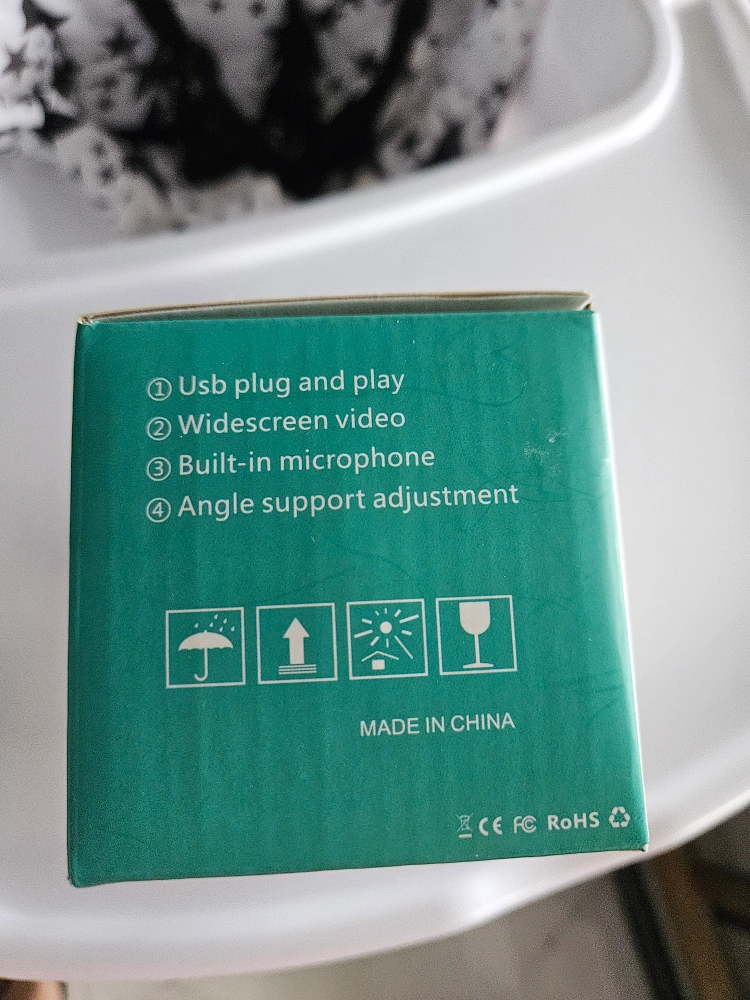 ① Usb plug and play
② Widescreen video
③ Built-in microphone
④ Angle support adjustment
MADE IN CHINA
CE FC RoHS